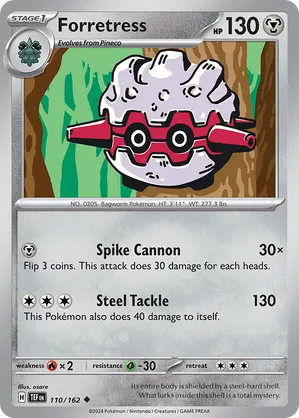 STAGE1
Forretress
HP 130
Evolves from Pineco
NO. 0205 Bagworm Pokémon HT: 3'11" WT: 277.3 lbs.
Spike Cannon 30×
Flip 3 coins. This attack does 30 damage for each heads.
Steel Tackle 130
This Pokémon also does 40 damage to itself.
weakness ×2 resistance -30 retreat
Illus. osare
H TEF EN 110/162
Its entire body is shielded by a steel-hard shell.
What lurks inside this shell is a total mystery.
©2024 Pokémon / Nintendo / Creatures / GAME FREAK